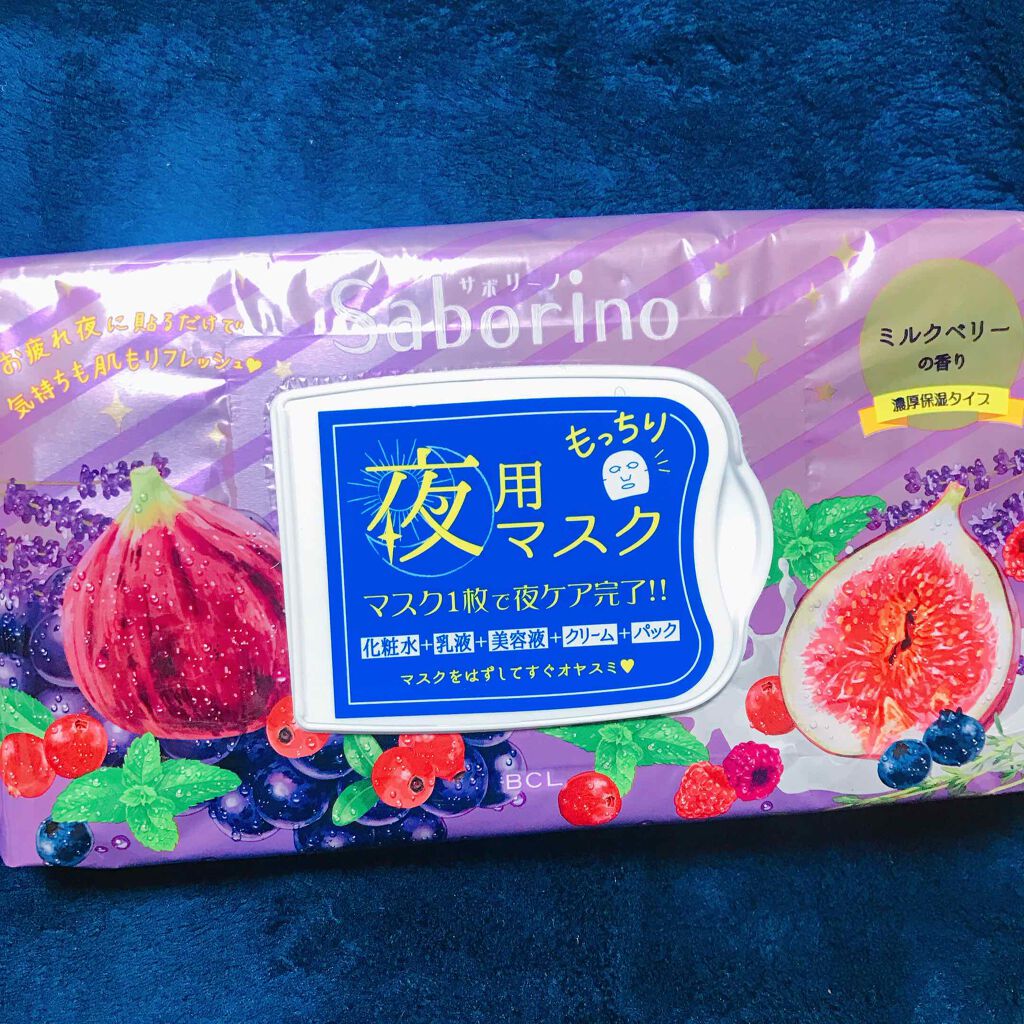 サボリーノ
Saborino
お疲れ夜に貼るだけで
気持ちも肌もリフレッシュ♥
ミルクベリー
の香り
濃厚保湿タイプ
もっちり
夜用
マスク
マスク1枚で夜ケア完了!!
化粧水+乳液+美容液+クリーム+パック
マスクをはずしてすぐオヤスミ♥
BCL